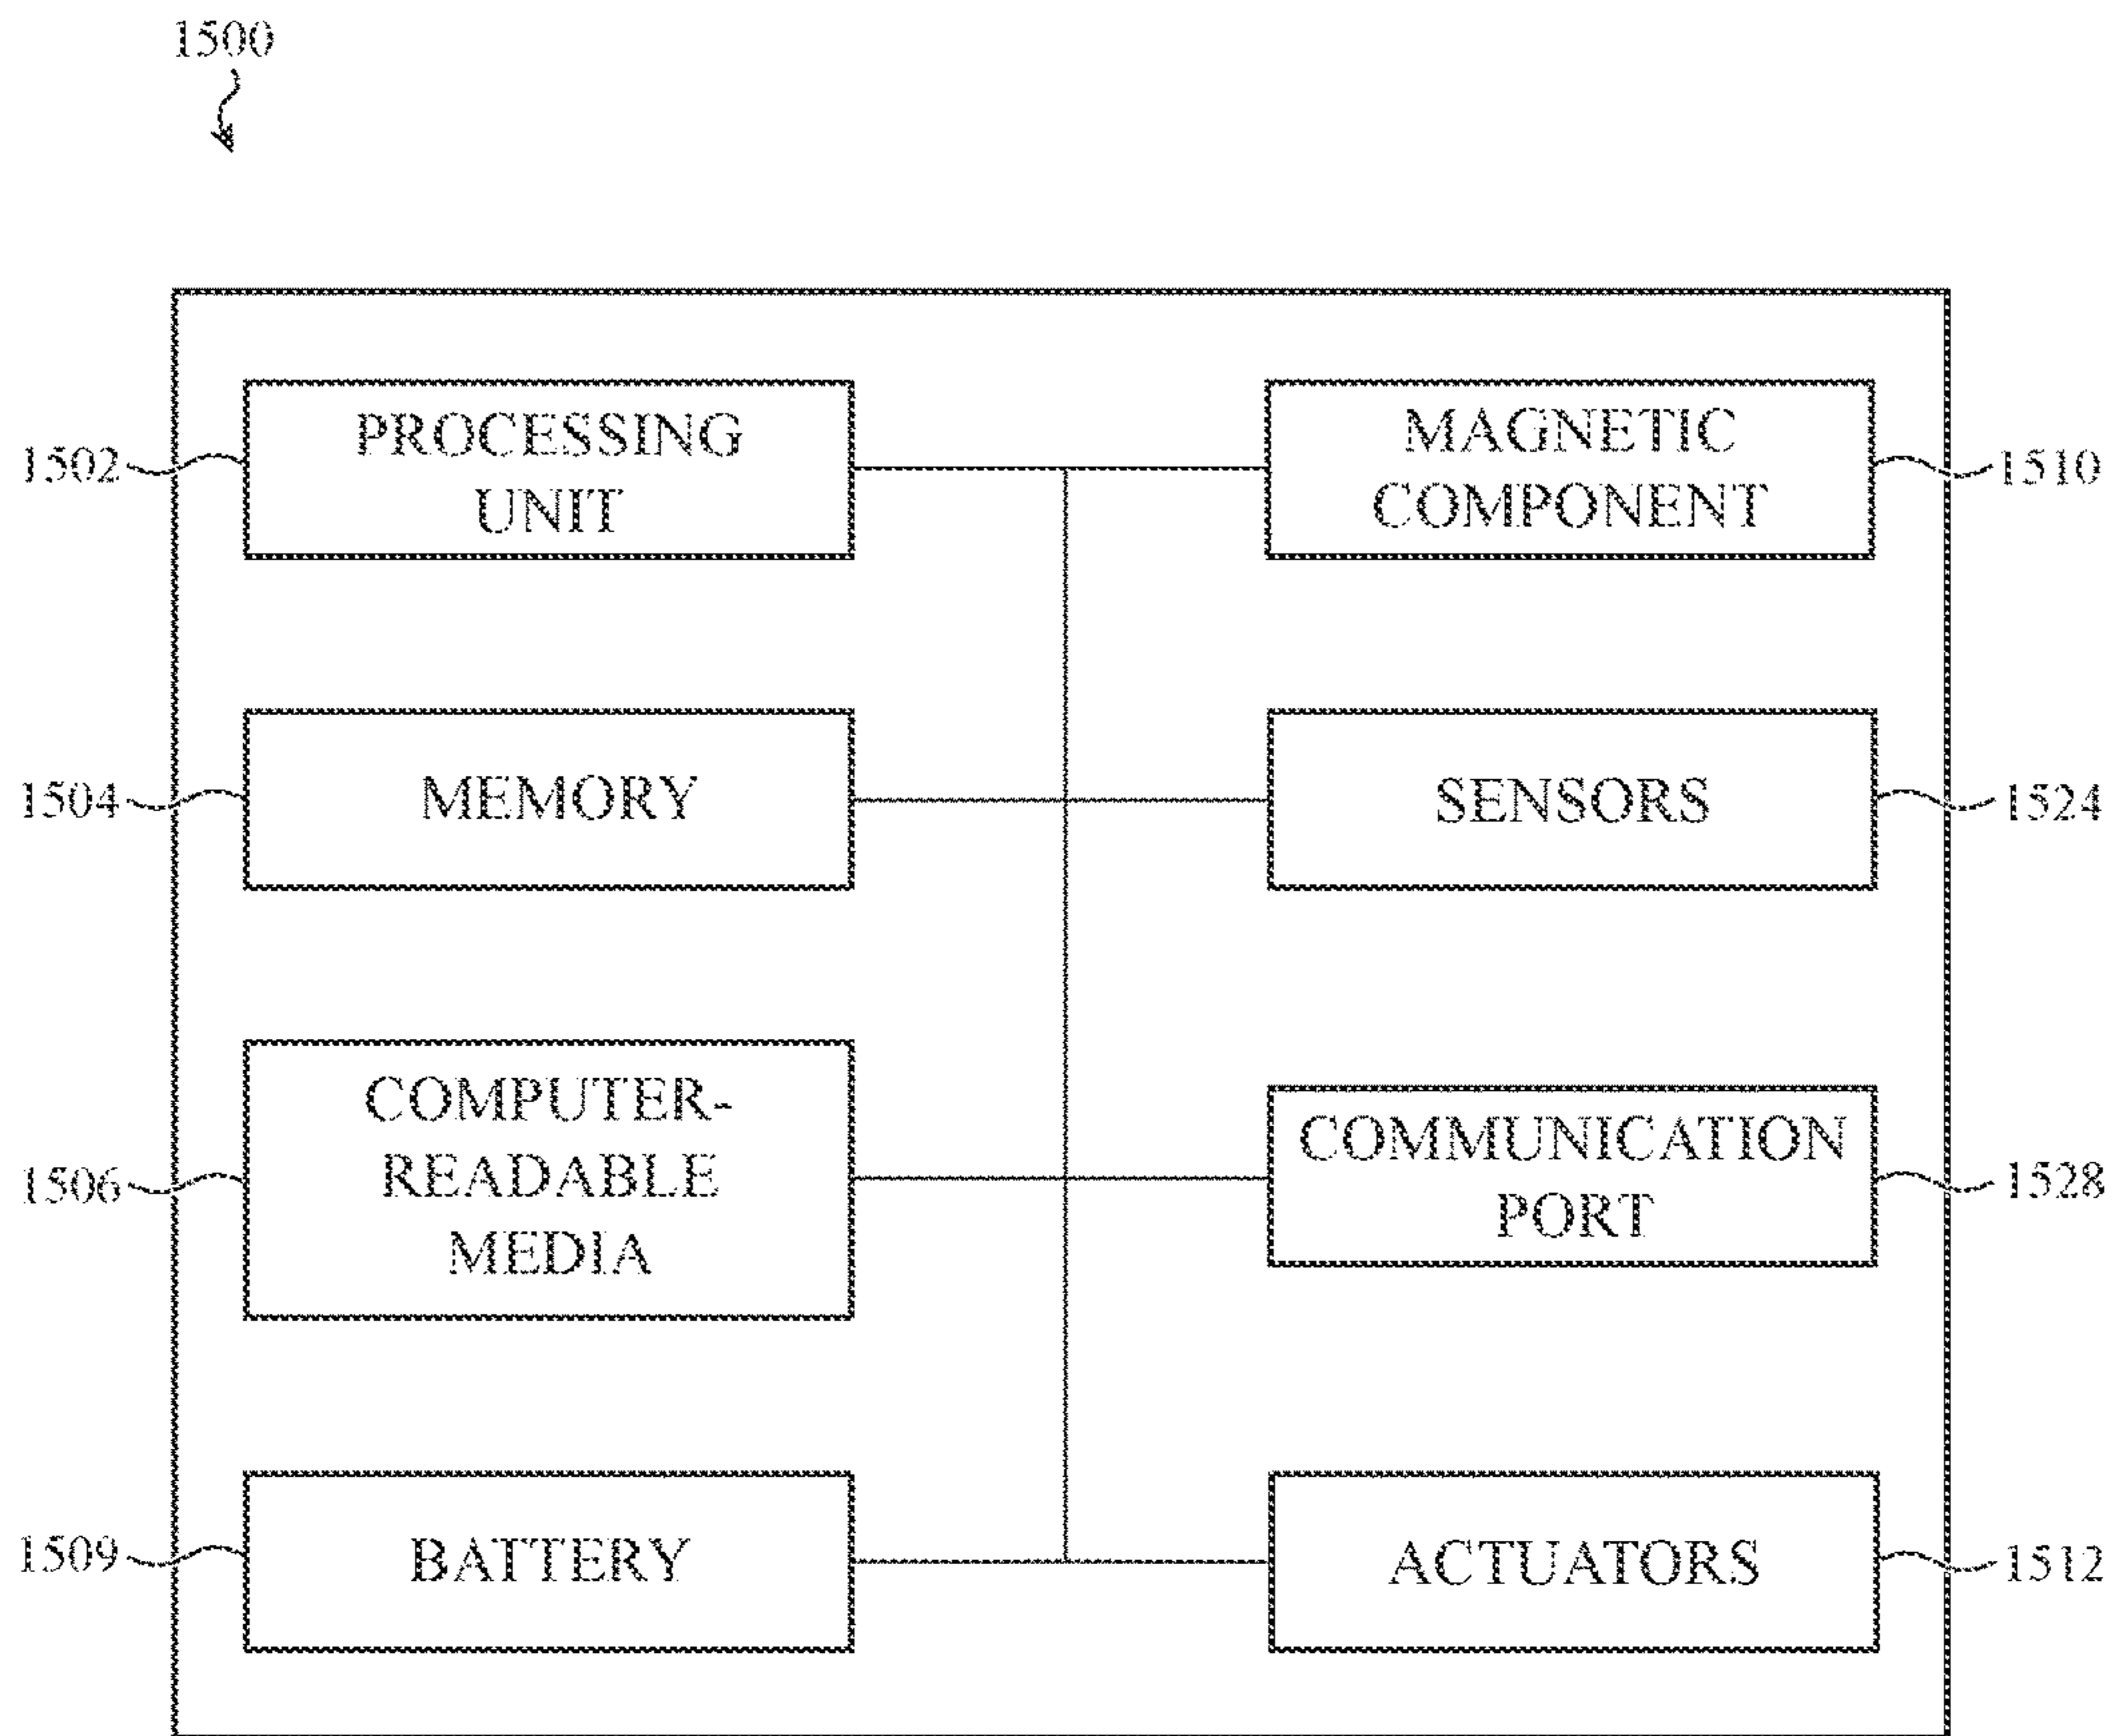 1500
1502
PROCESSING
UNIT
MAGNETIC
COMPONENT
1510
1504
MEMORY
SENSORS
1524
1506
COMPUTER-
READABLE
MEDIA
COMMUNICATION
PORT
1528
1509
BATTERY
ACTUATORS
1512